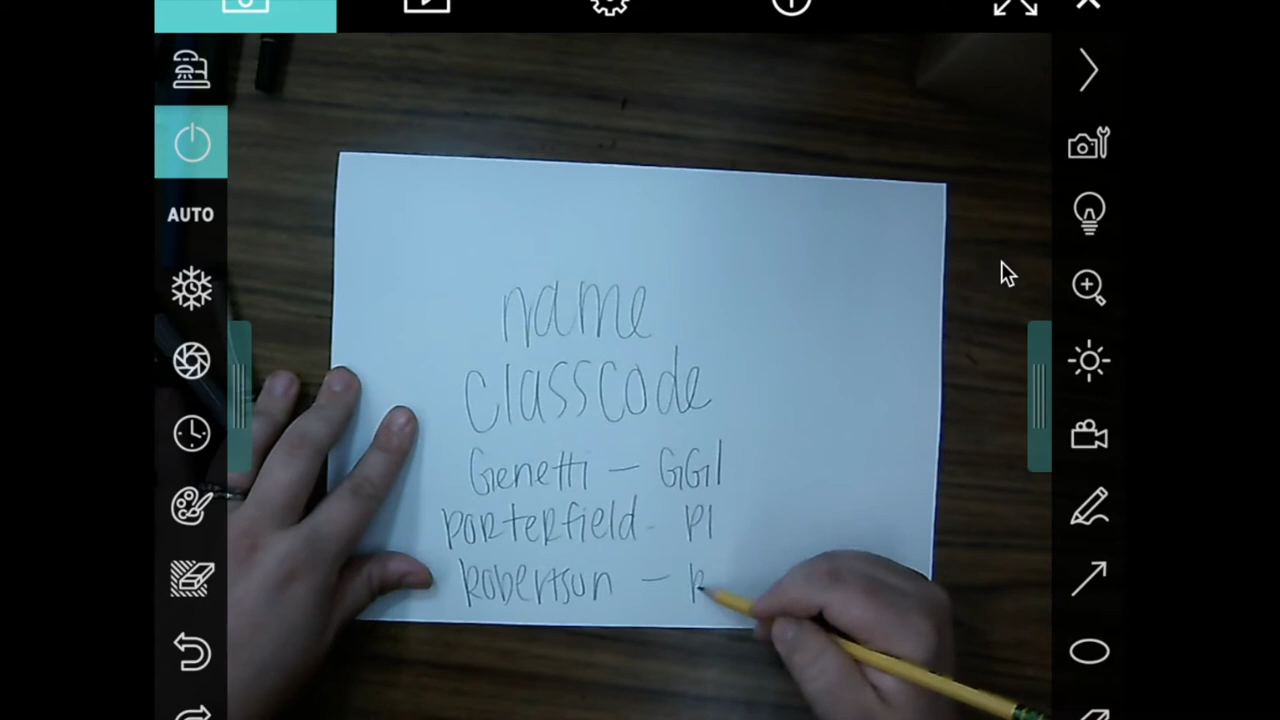 AUTO
name
classcode
Genetti — GG1
Porterfield - P1
Robertson — R